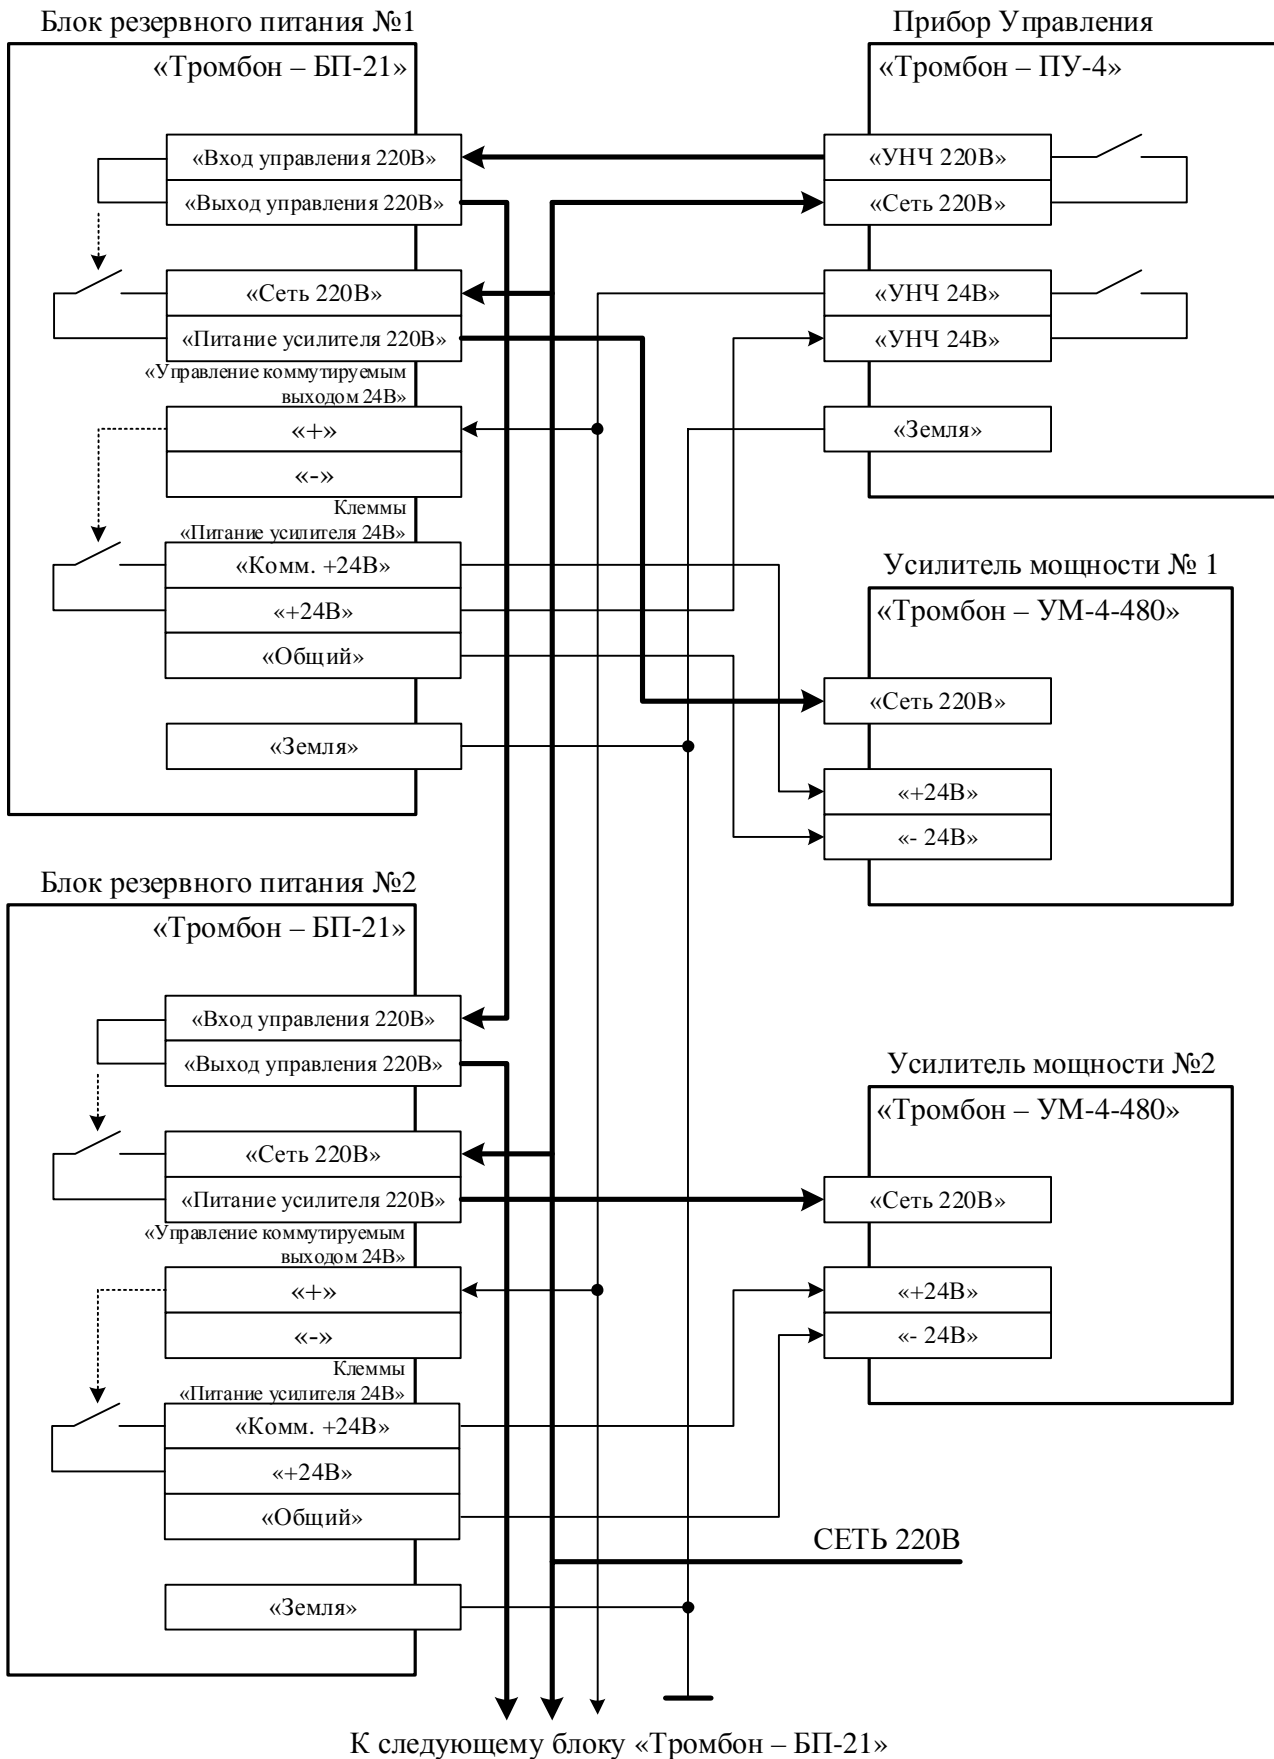 Блок резервного питания №1
«Тромбон – БП-21»
«Вход управления 220В»
«Выход управления 220В»
«Сеть 220В»
«Питание усилителя 220В»
«Управление коммутируемым
выходом 24В»
«+»
«-»
Клеммы
«Питание усилителя 24В»
«Комм. +24В»
«+24В»
«Общий»
«Земля»
Прибор Управления
«Тромбон – ПУ-4»
«УНЧ 220В»
«Сеть 220В»
«УНЧ 24В»
«УНЧ 24В»
«Земля»
Усилитель мощности № 1
«Тромбон – УМ-4-480»
«Сеть 220В»
«+24В»
«- 24В»
Блок резервного питания №2
«Тромбон – БП-21»
«Вход управления 220В»
«Выход управления 220В»
«Сеть 220В»
«Питание усилителя 220В»
«Управление коммутируемым
выходом 24В»
«+»
«-»
Клеммы
«Питание усилителя 24В»
«Комм. +24В»
«+24В»
«Общий»
«Земля»
Усилитель мощности №2
«Тромбон – УМ-4-480»
«Сеть 220В»
«+24В»
«- 24В»
СЕТЬ 220В
К следующему блоку «Тромбон – БП-21»